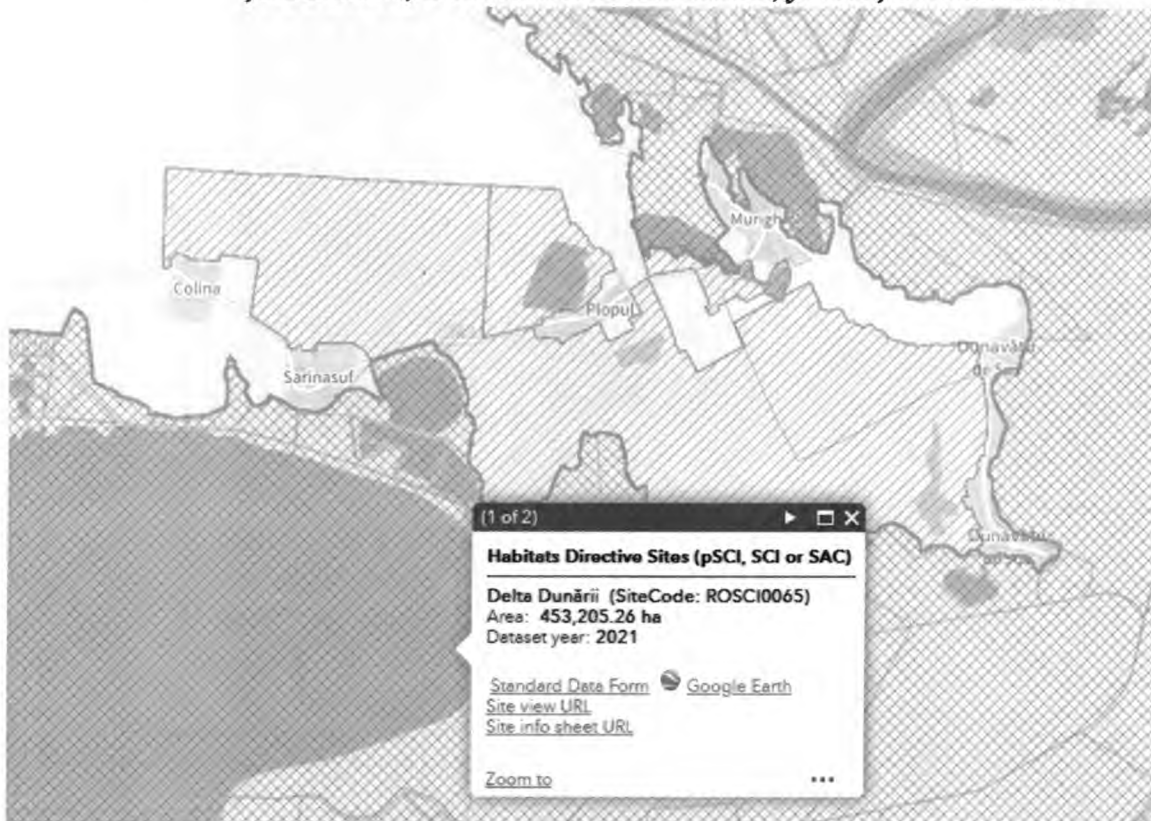 Murigh
Colina
Plopul
Sarinasuf
Dunavățu
(1 of 2)
Habitats Directive Sites (pSCI, SCI or SAC)
Delta Dunării (SiteCode: ROSCI0065)
Area: 453,205.26 ha
Dataset year: 2021
Standard Data Form Google Earth
Site view URL
Site info sheet URL
Zoom to